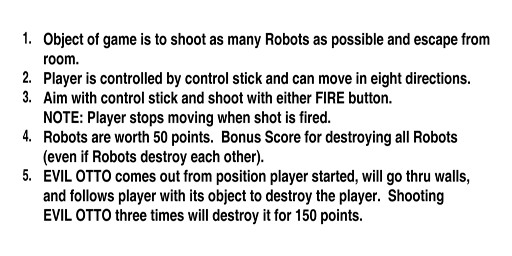 1. Object of game is to shoot as many Robots as possible and escape from
room.
2. Player is controlled by control stick and can move in eight directions.
3. Aim with control stick and shoot with either FIRE button.
NOTE: Player stops moving when shot is fired.
4. Robots are worth 50 points. Bonus Score for destroying all Robots
(even if Robots destroy each other).
5. EVIL OTTO comes out from position player started, will go thru walls,
and follows player with its object to destroy the player. Shooting
EVIL OTTO three times will destroy it for 150 points.